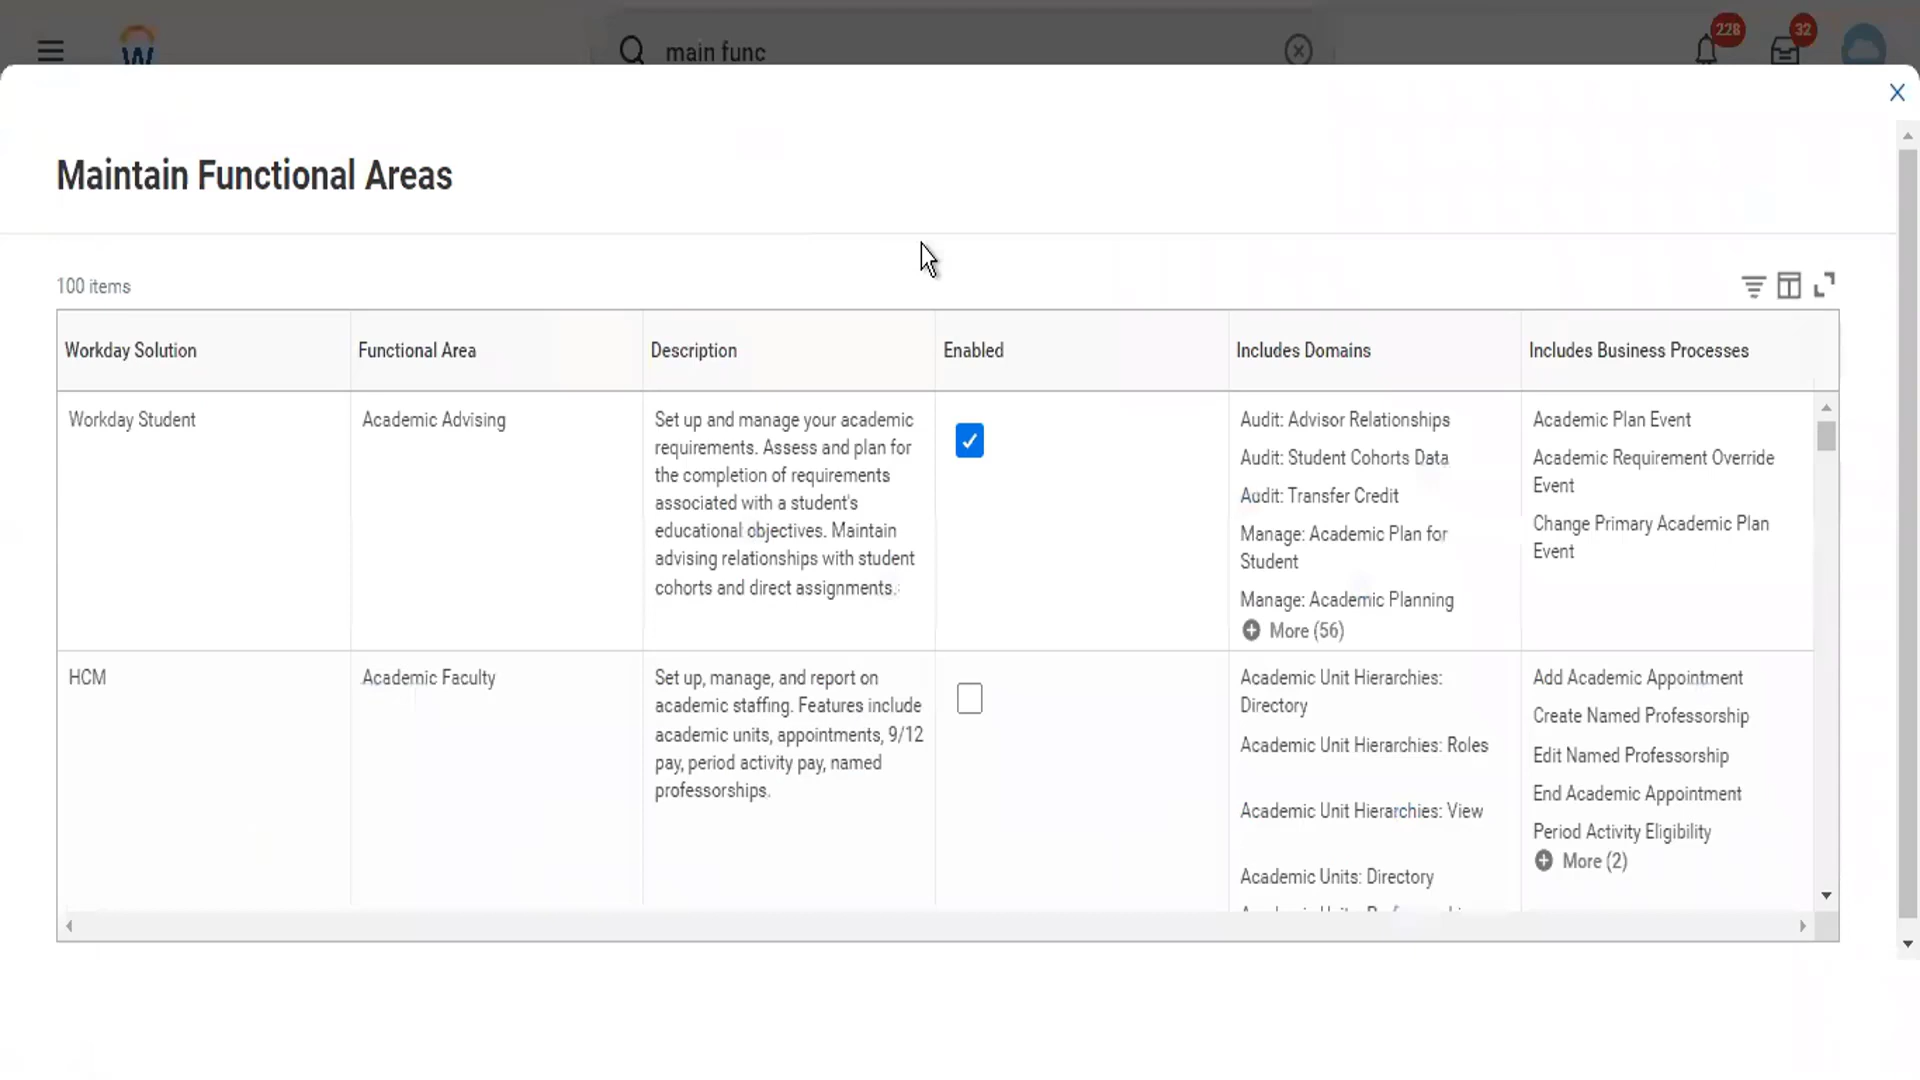 W
main func
228
32
X
Maintain Functional Areas
100 items
Workday Solution
Functional Area
Description
Enabled
Includes Domains
Includes Business Processes
Workday Student
Academic Advising
Set up and manage your academic
requirements. Assess and plan for
the completion of requirements
associated with a student's
educational objectives. Maintain
advising relationships with student
cohorts and direct assignments.
Audit: Advisor Relationships
Audit: Student Cohorts Data
Audit: Transfer Credit
Manage: Academic Plan for
Student
Manage: Academic Planning
More (56)
Academic Plan Event
Academic Requirement Override
Event
Change Primary Academic Plan
Event
HCM
Academic Faculty
Set up, manage, and report on
academic staffing. Features include
academic units, appointments, 9/12
pay, period activity pay, named
professorships.
Academic Unit Hierarchies:
Directory
Academic Unit Hierarchies: Roles
Academic Unit Hierarchies: View
Academic Units: Directory
Add Academic Appointment
Create Named Professorship
Edit Named Professorship
End Academic Appointment
Period Activity Eligibility
More (2)